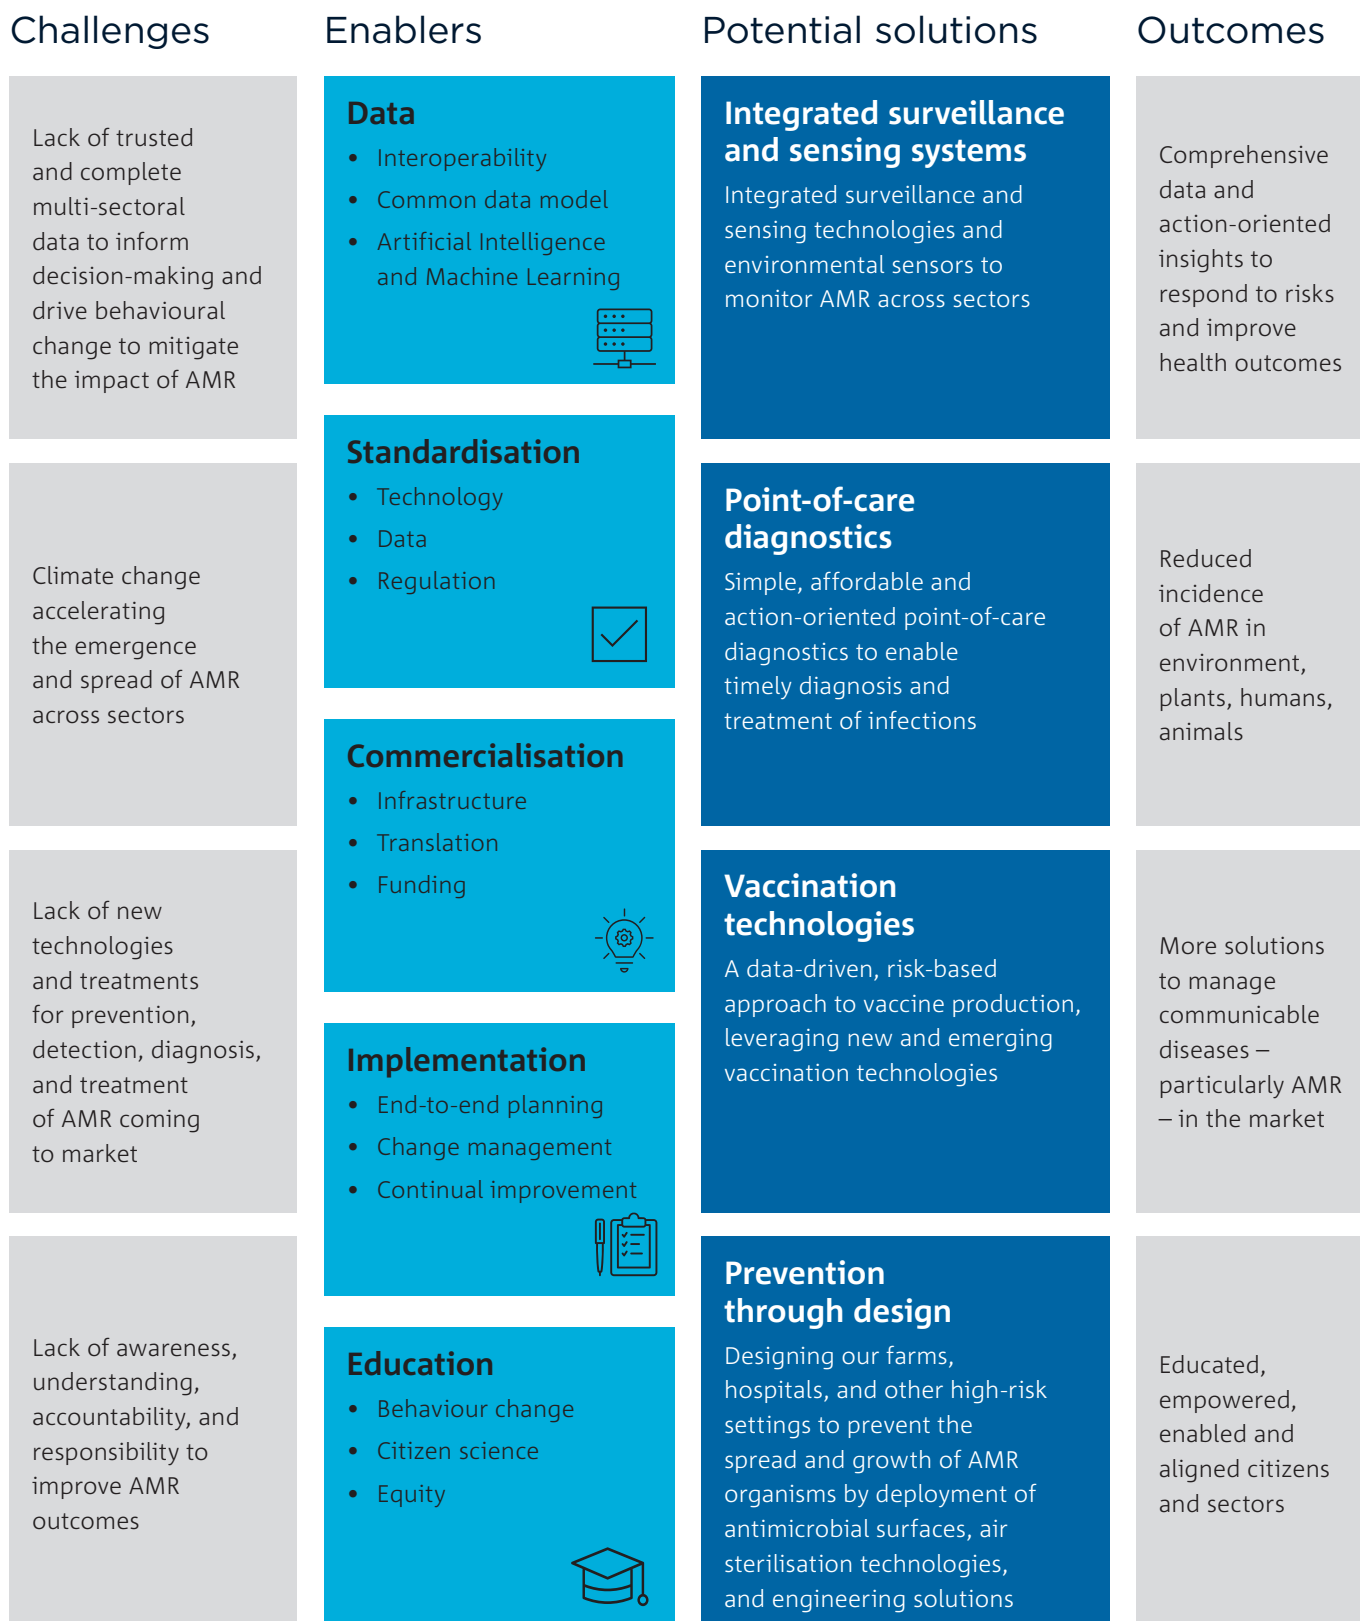 Challenges
Lack of trusted
and complete
multi-sectoral
data to inform
decision-making and
drive behavioural
change to mitigate
the impact of AMR
Climate change
accelerating
the emergence
and spread of AMR
across sectors
Lack of new
technologies
and treatments
for prevention,
detection, diagnosis,
and treatment
of AMR coming
to market
Lack of awareness,
understanding,
accountability, and
responsibility to
improve AMR
outcomes
Enablers
Data
• Interoperability
• Common data model
• Artificial Intelligence
and Machine Learning
Standardisation
• Technology
• Data
• Regulation
Commercialisation
• Infrastructure
• Translation
• Funding
Implementation
• End-to-end planning
• Change management
• Continual improvement
Education
• Behaviour change
• Citizen science
• Equity
Potential solutions
Integrated surveillance
and sensing systems
Integrated surveillance and
sensing technologies and
environmental sensors to
monitor AMR across sectors
Point-of-care
diagnostics
Simple, affordable and
action-oriented point-of-care
diagnostics to enable
timely diagnosis and
treatment of infections
Vaccination
technologies
A data-driven, risk-based
approach to vaccine production,
leveraging new and emerging
vaccination technologies
Prevention
through design
Designing our farms,
hospitals, and other high-risk
settings to prevent the
spread and growth of AMR
organisms by deployment of
antimicrobial surfaces, air
sterilisation technologies,
and engineering solutions
Outcomes
Comprehensive
data and
action-oriented
insights to
respond to risks
and improve
health outcomes
Reduced
incidence
of AMR in
environment,
plants, humans,
animals
More solutions
to manage
communicable
diseases –
particularly AMR
– in the market
Educated,
empowered,
enabled and
aligned citizens
and sectors